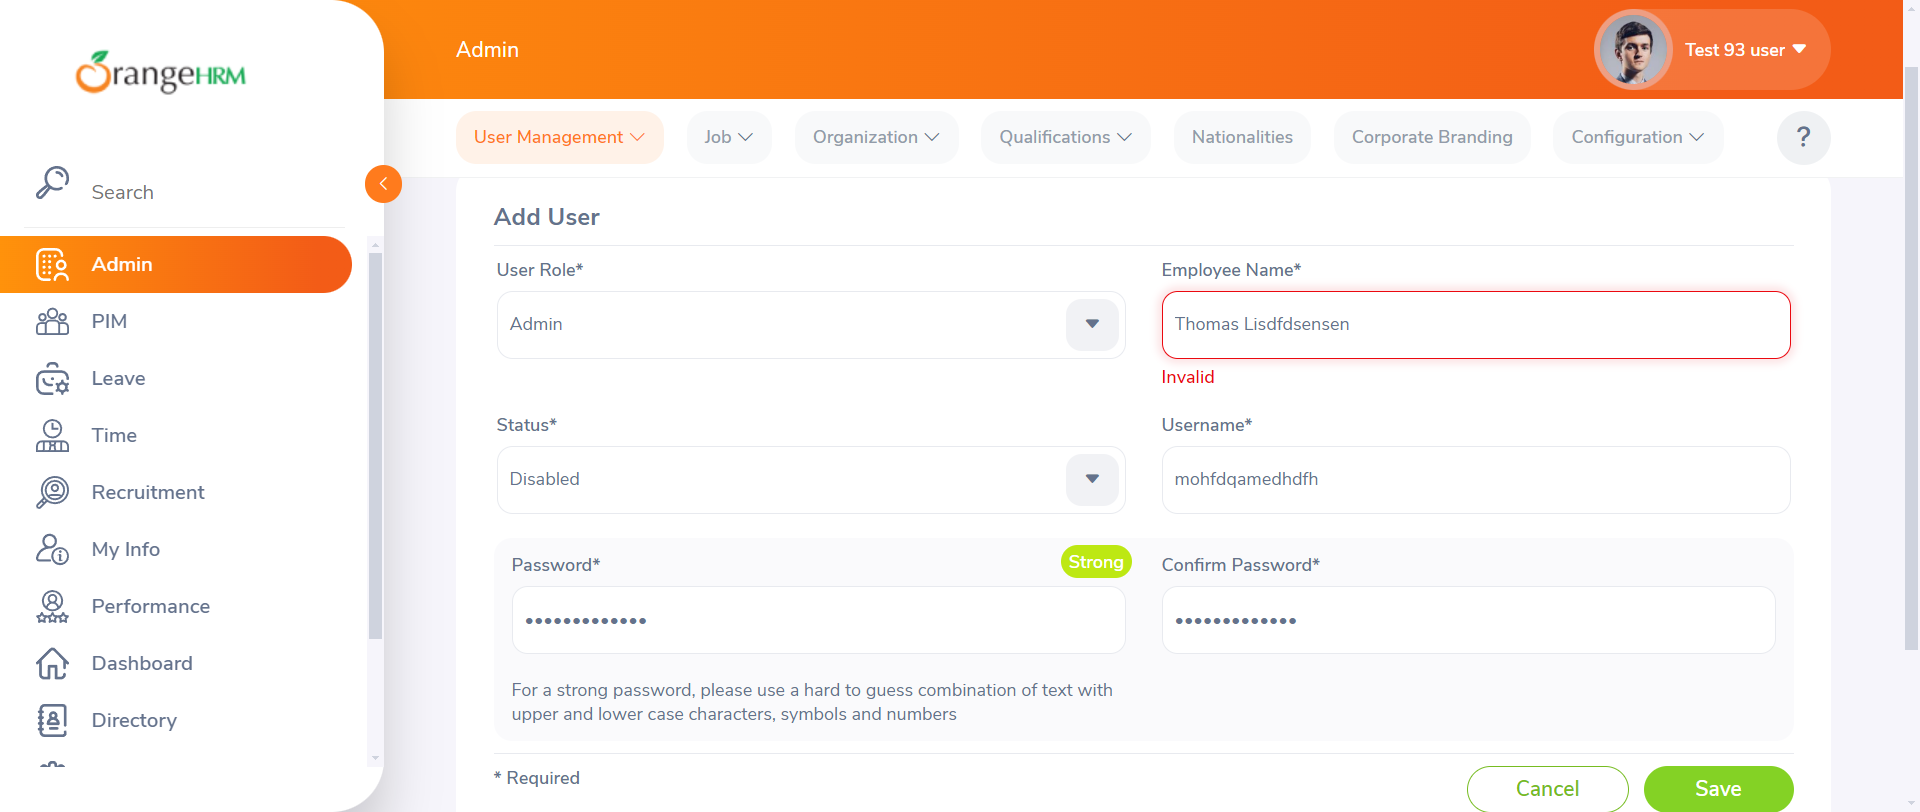 OrangeHRM
Admin
Test 93 user
User Management
Job
Organization
Qualifications
Nationalities
Corporate Branding
Configuration
?
Search
Admin
PIM
Leave
Time
Recruitment
My Info
Performance
Dashboard
Directory
Add User
User Role*
Admin
Employee Name*
Thomas Lisdfdsensen
Invalid
Status*
Disabled
Username*
mohfdqamedhdfh
Password*
Strong
•••••••••••••
Confirm Password*
•••••••••••••
For a strong password, please use a hard to guess combination of text with
upper and lower case characters, symbols and numbers
* Required
Cancel
Save